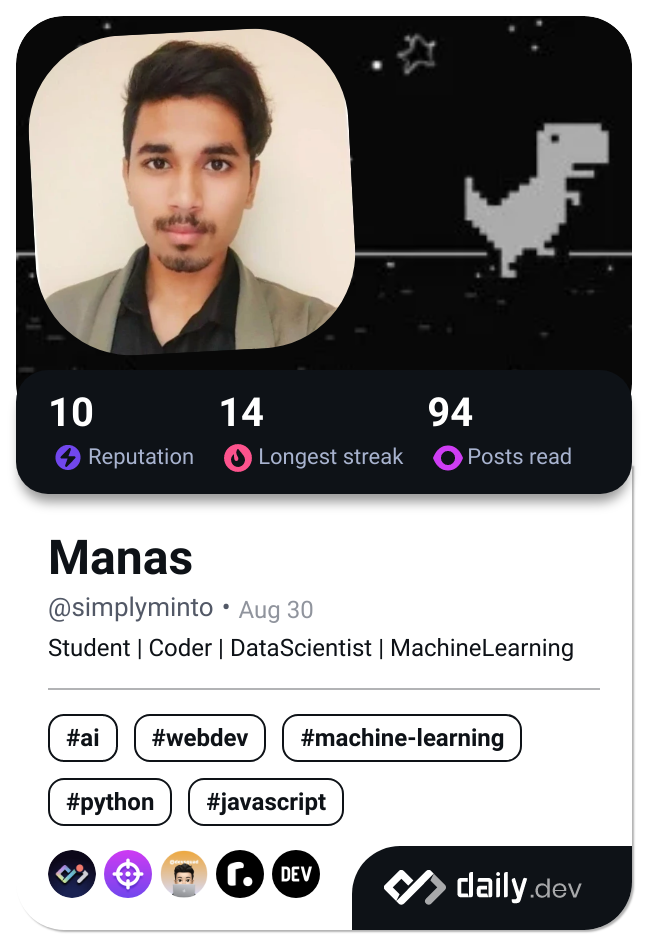 10 14 94
Reputation Longest streak Posts read
Manas
@simplyminto • Aug 30
Student | Coder | DataScientist | MachineLearning
#ai #webdev #machine-learning
#python #javascript
DEV
daily.dev